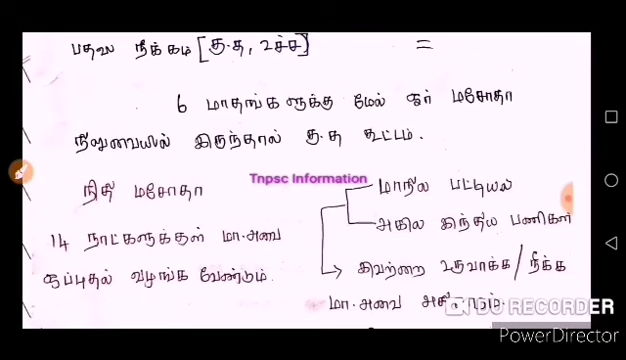 பதவி நீக்கம் [கு.த, உச்ச] =
6 மாதங்களுக்கு மேல் ஓர் மசோதா
நிலுவையில் இருந்தால் கு.த கூட்டம்.
Tnpsc Information
நிதி மசோதா
14 நாட்களுக்குள் மா.அவை
ஒப்புதல் வழங்க வேண்டும்.
மாநில பட்டியல்
அகில இந்திய பணிகள்
இவற்றை உருவாக்க/நீக்க
மா.அவை
DU RECORDER
PowerDirector